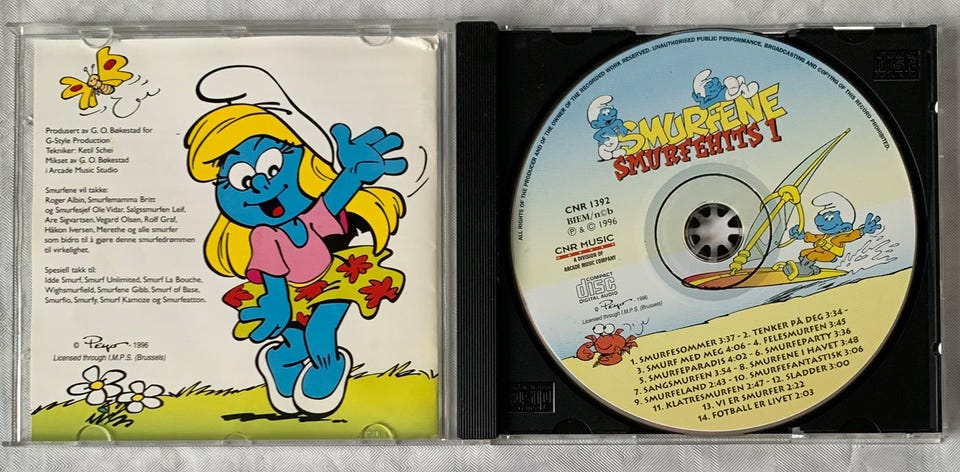 Produsert av G. O. Bøkestad for
G-Style Production
Tekniker: Ketil Schei
Mikset av G. O. Bøkestad
i Arcade Music Studio
Smurfene vil takke:
Roger Albin, Smurfemamma Britt
og Smurfesjef Ole Vidar, Salgssmurfen Leif,
Are Sigvartsen, Vegard Olsen, Rolf Graf,
Håkon Iversen, Merethe og alle smurfer
som bidro til å gjøre denne smurfedrømmen
til virkelighet.
Spesiell takk til:
Idde Smurf, Smurf Unlimited, Smurf La Bouche,
Wighsmurfield, Smurfene Gibb, Smurf of Base,
Smurfio, Smurfy, Smurf Kamoze og Smurfeatton.
© Peyo 1996
Licensed through I.M.P.S. (Brussels)
ALL RIGHTS OF THE PRODUCER AND OF THE OWNER OF THE RECORDED WORK RESERVED. UNAUTHORISED PUBLIC PERFORMANCE, BROADCASTING AND COPYING OF THIS RECORD PROHIBITED.
SMURFENE
SMURFEHITS 1
CNR 1392
BIEM/n©b
℗ & © 1996
CNR MUSIC
A DIVISION OF
ARCADE MUSIC COMPANY
COMPACT
disc
DIGITAL AUDIO
© Peyo 1996
Licensed through I.M.P.S. (Brussels)
1. SMURFESOMMER 3:37 - 2. TENKER PÅ DEG 3:34 -
3. SMURF MED MEG 4:06 - 4. FELESMURFEN 3:45
5. SMURFEPARADIS 4:02 - 6. SMURFEPARTY 3:36
7. SANGSMURFEN 3:54 - 8. SMURFENE I HAVET 3:48
9. SMURFELAND 2:43 - 10. SMURFEFANTASTISK 3:06
11. KLATRESMURFEN 2:47 - 12. SLADDER 3:00
13. VI ER SMURFER 2:22
14. FOTBALL ER LIVET 2:03